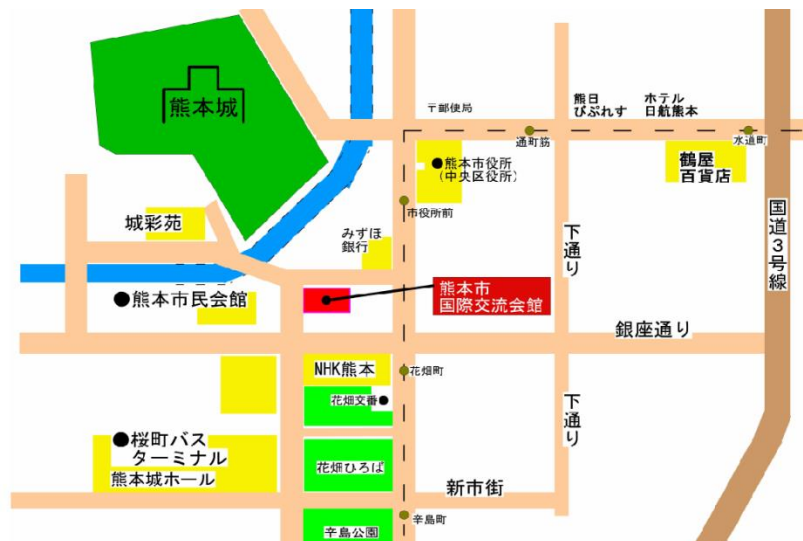 熊本城
〒郵便局
熊日
びぷれす
ホテル
日航熊本
通町筋
水道町
熊本市役所
(中央区役所)
鶴屋
百貨店
市役所前
城彩苑
みずほ
銀行
下通り
国道3号線
熊本市民会館
熊本市
国際交流会館
銀座通り
NHK熊本
花畑町
花畑交番
下通り
桜町バス
ターミナル
熊本城ホール
花畑ひろば
新市街
辛島町
辛島公園